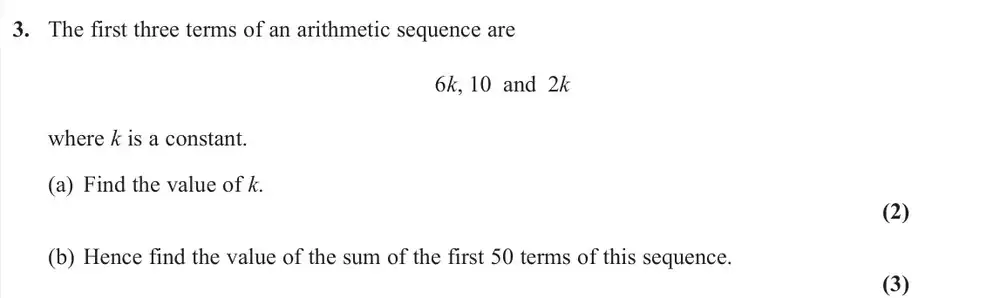 3. The first three terms of an arithmetic sequence are
6k, 10 and 2k
where k is a constant.
(a) Find the value of k.
(2)
(b) Hence find the value of the sum of the first 50 terms of this sequence.
(3)